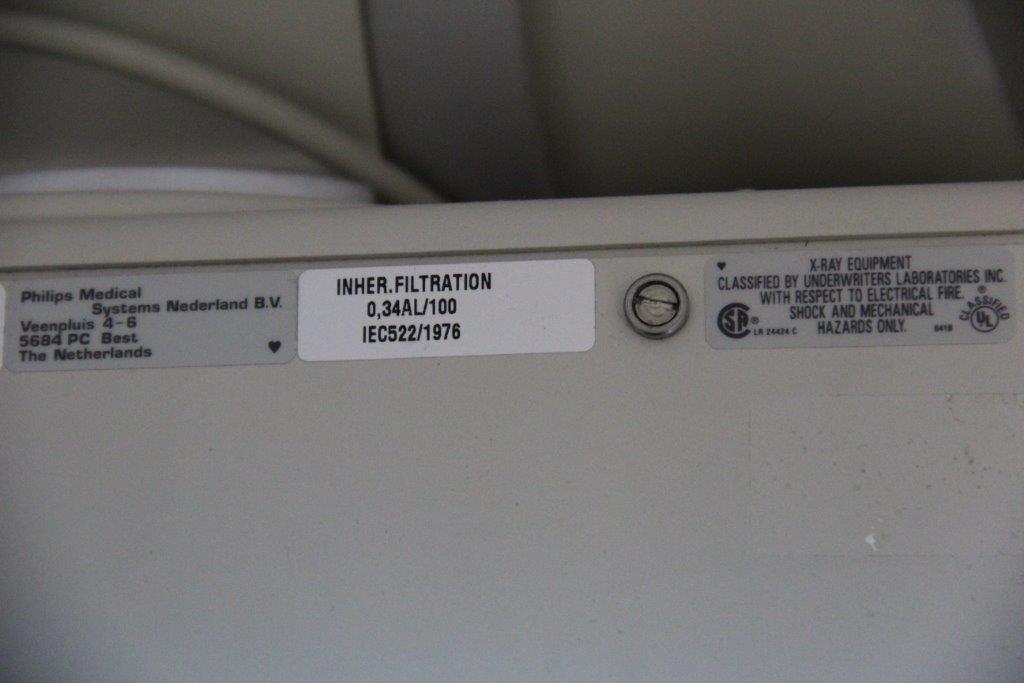 Philips Medical
Systems Nederland B.V.
Veenpluis 4-6
5684 PC Best
The Netherlands
INHER.FILTRATION
0,34AL/100
IEC522/1976
X-RAY EQUIPMENT
CLASSIFIED BY UNDERWRITERS LABORATORIES INC.
WITH RESPECT TO ELECTRICAL FIRE.
SHOCK AND MECHANICAL
HAZARDS ONLY.
LR 24424 C
CLASSIFIED
UL